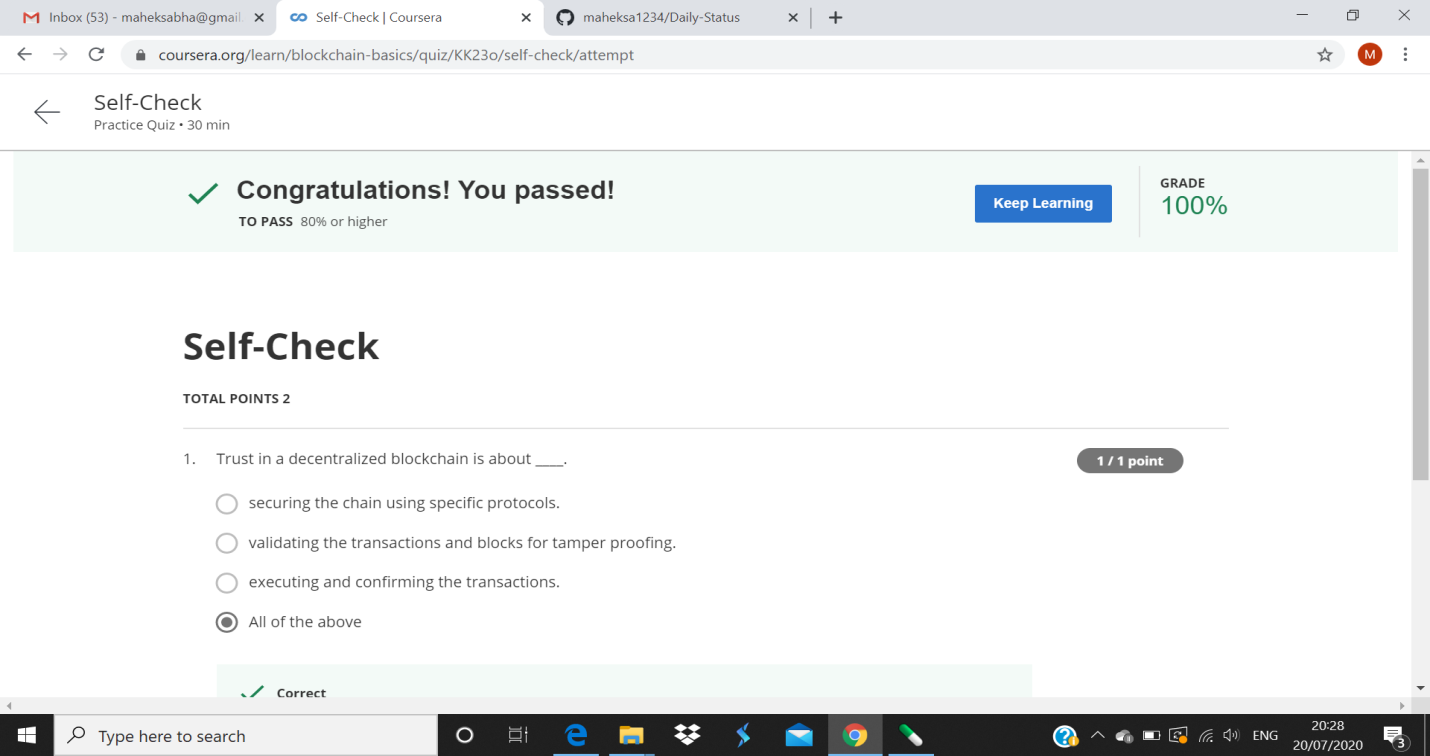 Inbox (53) - maheksabha@gmail.
Self-Check | Coursera
maheksa1234/Daily-Status
coursera.org/learn/blockchain-basics/quiz/KK23o/self-check/attempt
M
Self-Check
Practice Quiz • 30 min
Congratulations! You passed!
TO PASS 80% or higher
Keep Learning
GRADE
100%
Self-Check
TOTAL POINTS 2
1. Trust in a decentralized blockchain is about ____.
1 / 1 point
securing the chain using specific protocols.
validating the transactions and blocks for tamper proofing.
executing and confirming the transactions.
All of the above
Correct
Type here to search
ENG
20:28
20/07/2020
3